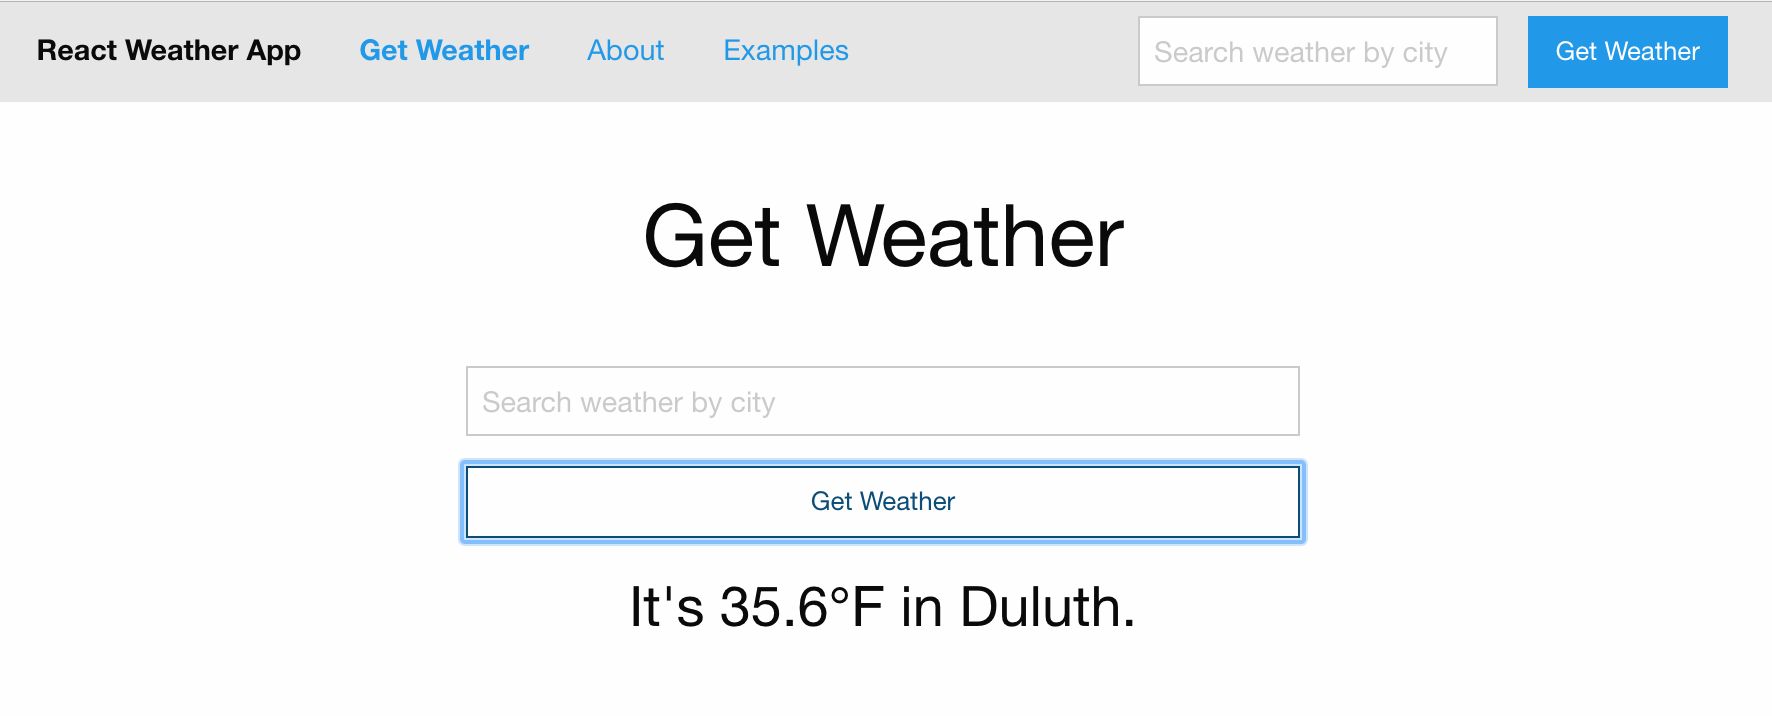 React Weather App Get Weather About Examples Search weather by city Get Weather
Get Weather
Search weather by city
Get Weather
It's 35.6°F in Duluth.